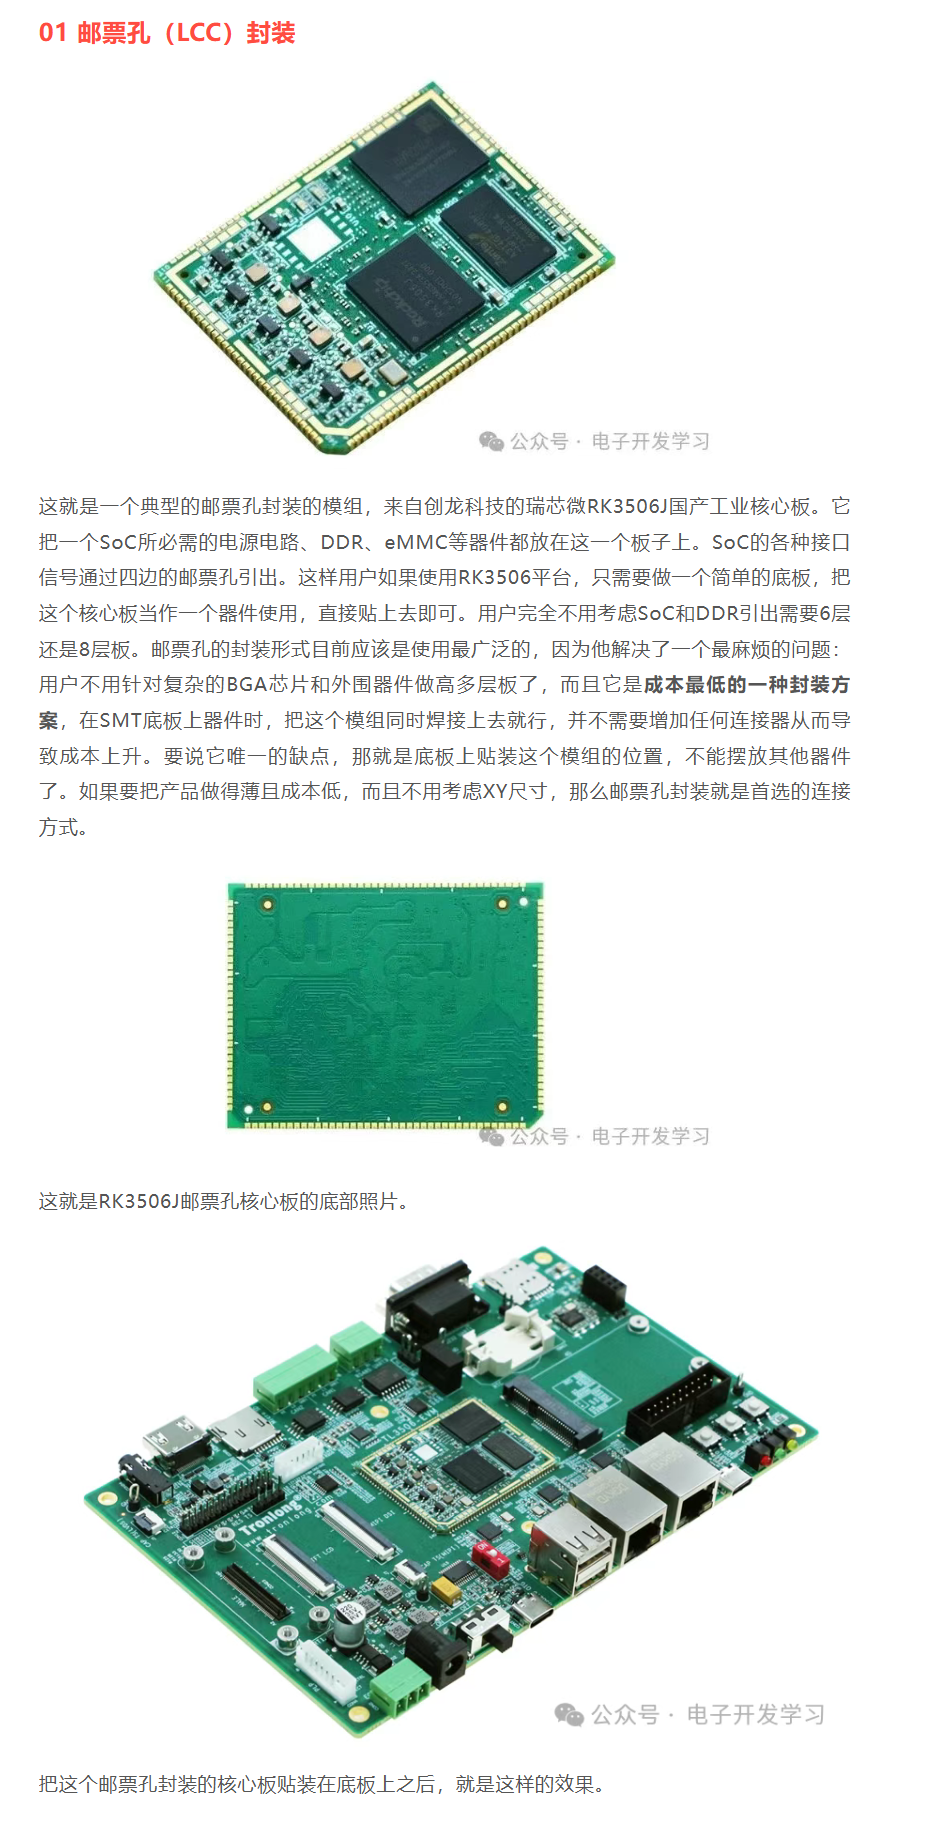 01 邮票孔（LCC）封装
Rockchip
公众号 · 电子开发学习
这就是一个典型的邮票孔封装的模组，来自创龙科技的瑞芯微RK3506J国产工业核心板。它
把一个SoC所必需的电源电路、DDR、eMMC等器件都放在这一个板子上。SoC的各种接口
信号通过四边的邮票孔引出。这样用户如果使用RK3506平台，只需要做一个简单的底板，把
这个核心板当作一个器件使用，直接贴上去即可。用户完全不用考虑SoC和DDR引出需要6层
还是8层板。邮票孔的封装形式目前应该是使用最广泛的，因为他解决了一个最麻烦的问题：
用户不用针对复杂的BGA芯片和外围器件做高多层板了，而且它是成本最低的一种封装方
案，在SMT底板上器件时，把这个模组同时焊接上去就行，并不需要增加任何连接器从而导
致成本上升。要说它唯一的缺点，那就是底板上贴装这个模组的位置，不能摆放其他器件
了。如果要把产品做得薄且成本低，而且不用考虑XY尺寸，那么邮票孔封装就是首选的连接
方式。
公众号 · 电子开发学习
这就是RK3506J邮票孔核心板的底部照片。
Tronlong
公众号 · 电子开发学习
把这个邮票孔封装的核心板贴装在底板上之后，就是这样的效果。